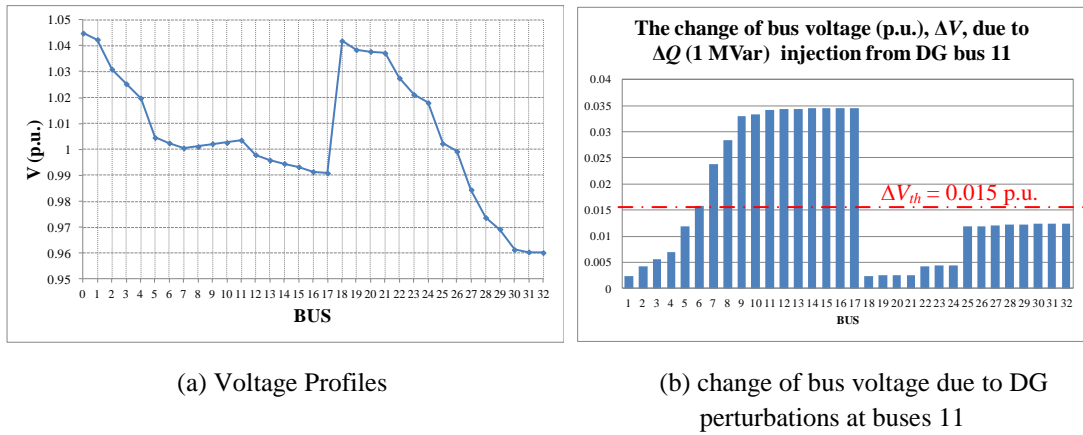 1.05
1.04
1.03
1.02
1.01
1
0.99
0.98
0.97
0.96
0.95
V (p.u.)
0 1 2 3 4 5 6 7 8 9 10 11 12 13 14 15 16 17 18 19 20 21 22 23 24 25 26 27 28 29 30 31 32
BUS
(a) Voltage Profiles
The change of bus voltage (p.u.), ΔV, due to
ΔQ (1 MVar) injection from DG bus 11
0.04
0.035
0.03
0.025
0.02
0.015
0.01
0.005
0
ΔVth = 0.015 p.u.
1 2 3 4 5 6 7 8 9 10 11 12 13 14 15 16 17 18 19 20 21 22 23 24 25 26 27 28 29 30 31 32
BUS
(b) change of bus voltage due to DG
perturbations at buses 11